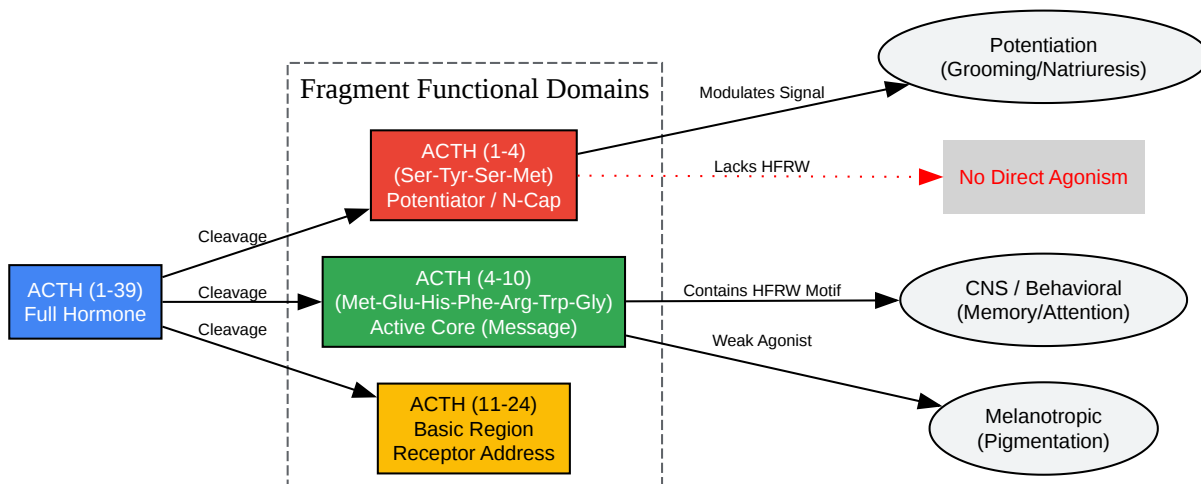 Potentiation
(Grooming/Natriuresis)
Fragment Functional Domains
Modulates Signal
ACTH (1-4)
(Ser-Tyr-Ser-Met)
Potentiator / N-Cap
Lacks HFRW
No Direct Agonism
Cleavage
ACTH (1-39)
Full Hormone
Cleavage
ACTH (4-10)
(Met-Glu-His-Phe-Arg-Trp-Gly)
Active Core (Message)
Contains HFRW Motif
CNS / Behavioral
(Memory/Attention)
Cleavage
Weak Agonist
ACTH (11-24)
Basic Region
Receptor Address
Melanotropic
(Pigmentation)